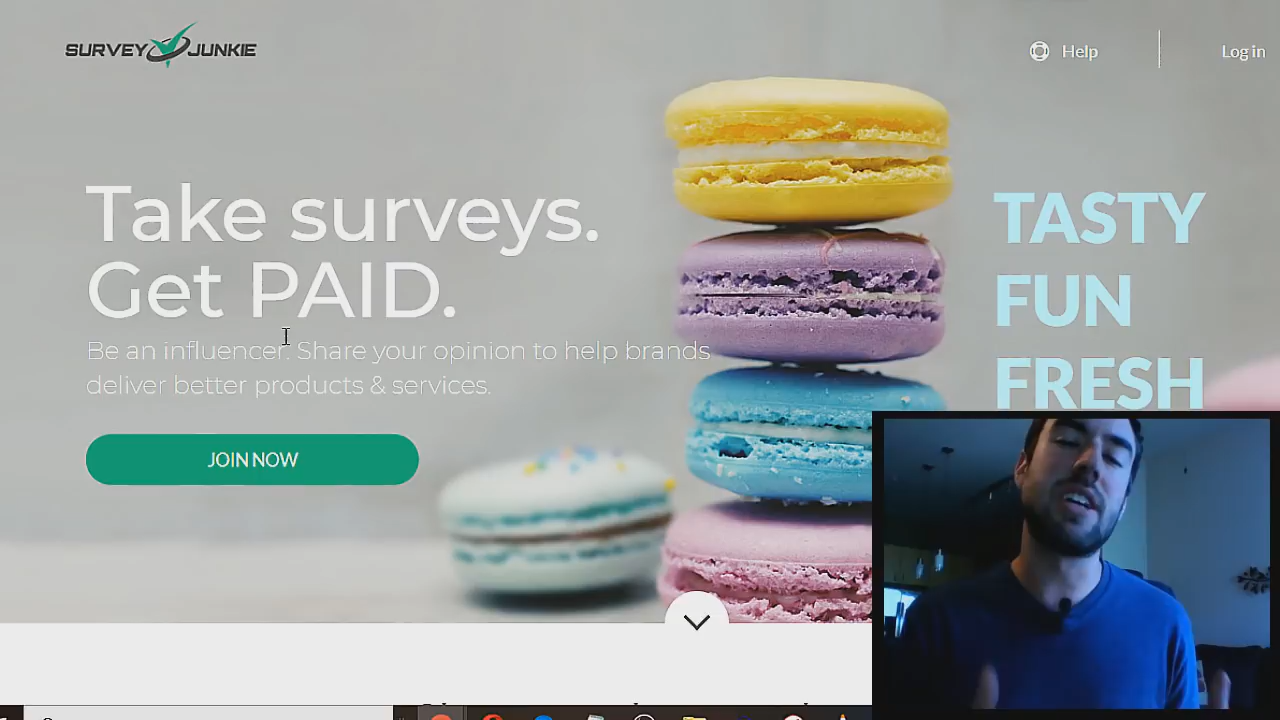 SURVEY JUNKIE
Help
Log in
Take surveys.
Get PAID.
Be an influencer. Share your opinion to help brands
deliver better products & services.
JOIN NOW
TASTY
FUN
FRESH